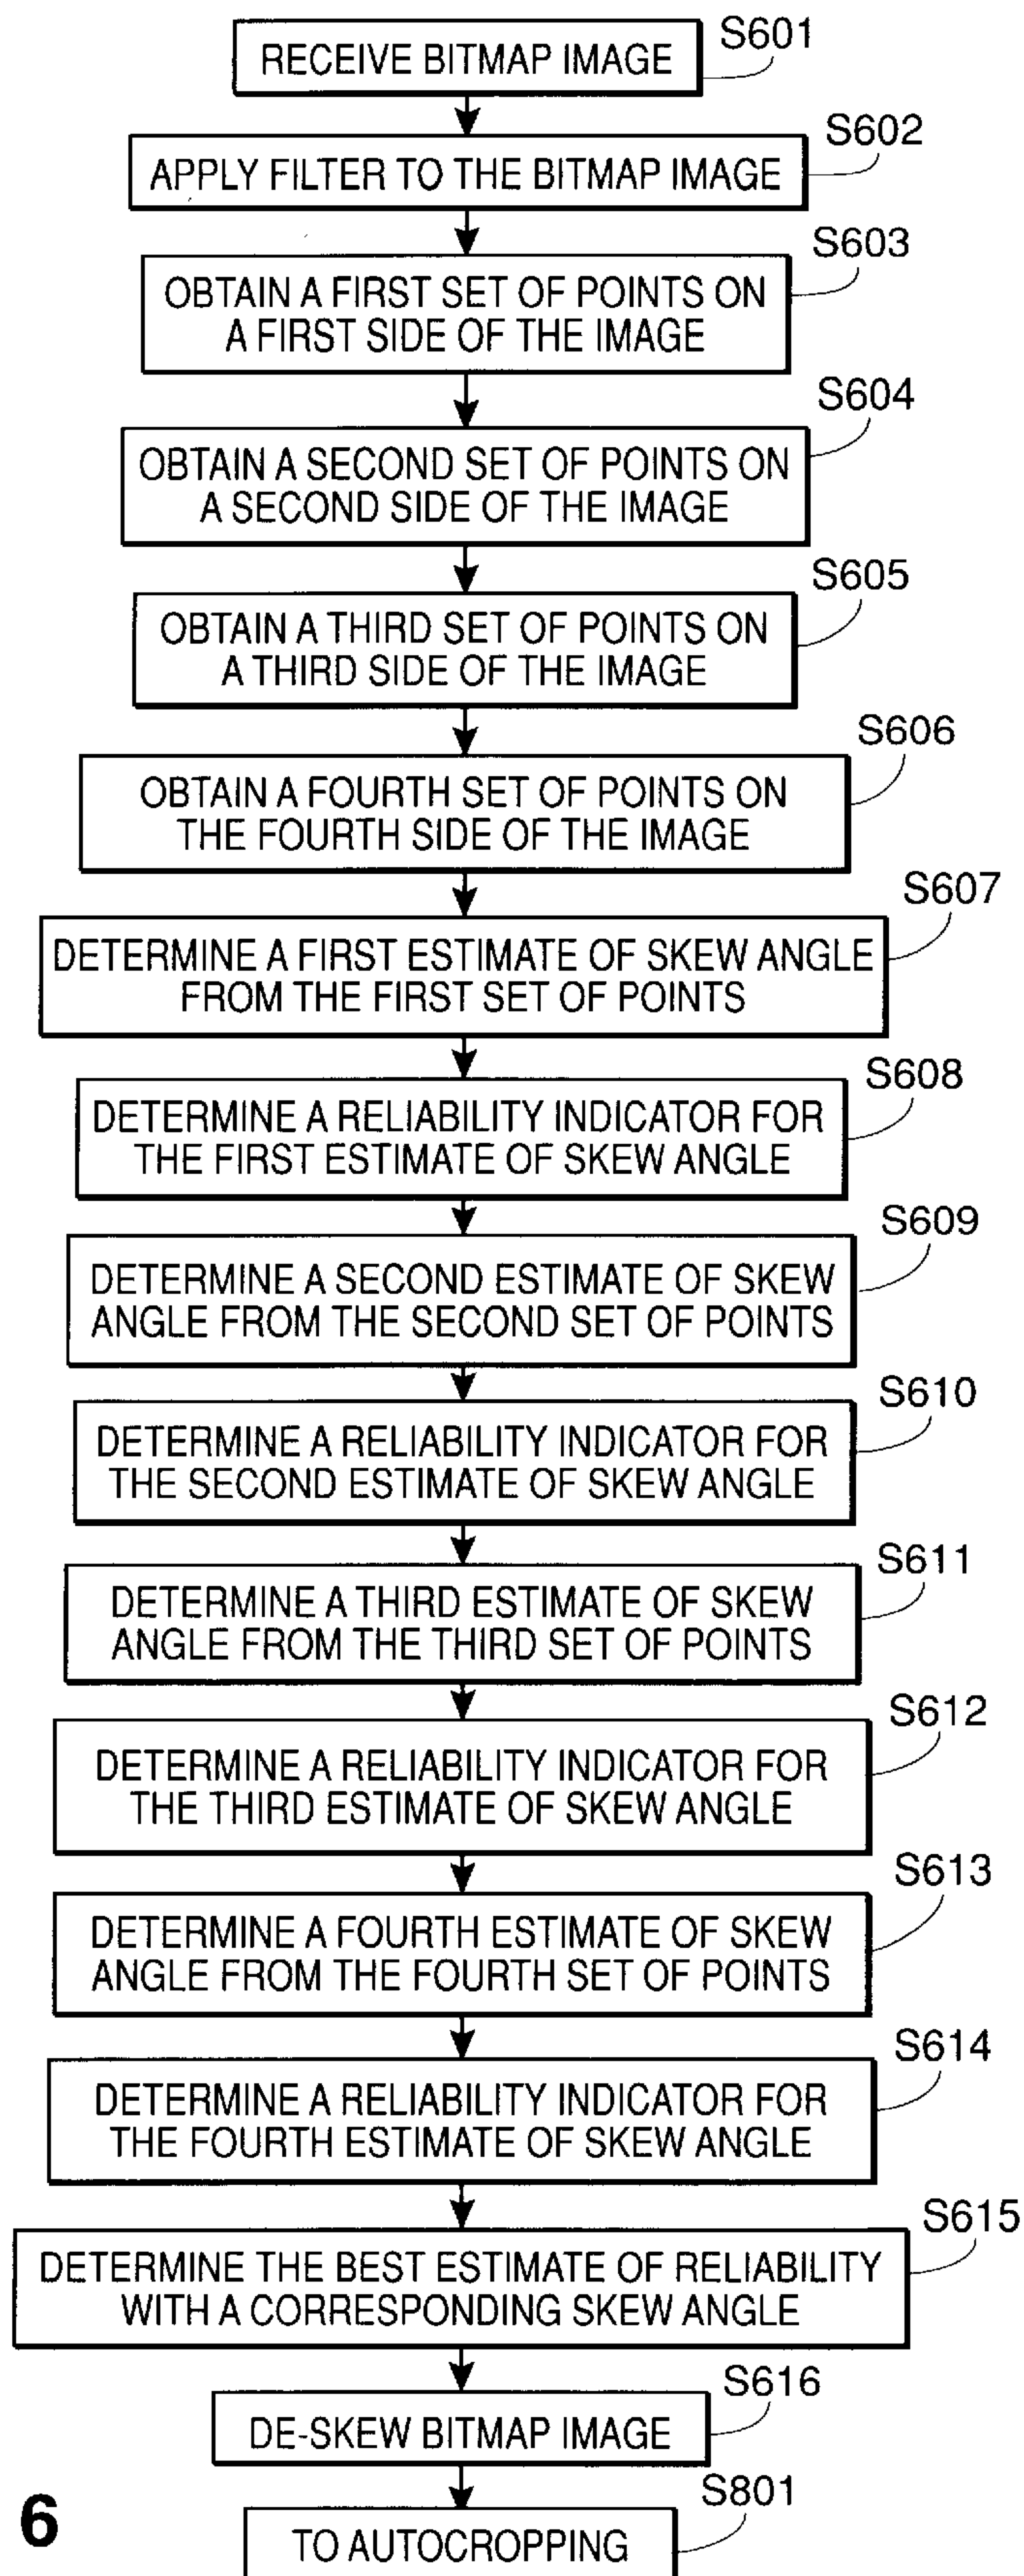 S601
RECEIVE BITMAP IMAGE
S602
APPLY FILTER TO THE BITMAP IMAGE
S603
OBTAIN A FIRST SET OF POINTS ON
A FIRST SIDE OF THE IMAGE
S604
OBTAIN A SECOND SET OF POINTS ON
A SECOND SIDE OF THE IMAGE
S605
OBTAIN A THIRD SET OF POINTS ON
A THIRD SIDE OF THE IMAGE
S606
OBTAIN A FOURTH SET OF POINTS ON
THE FOURTH SIDE OF THE IMAGE
S607
DETERMINE A FIRST ESTIMATE OF SKEW ANGLE
FROM THE FIRST SET OF POINTS
S608
DETERMINE A RELIABILITY INDICATOR FOR
THE FIRST ESTIMATE OF SKEW ANGLE
S609
DETERMINE A SECOND ESTIMATE OF SKEW
ANGLE FROM THE SECOND SET OF POINTS
S610
DETERMINE A RELIABILITY INDICATOR FOR
THE SECOND ESTIMATE OF SKEW ANGLE
S611
DETERMINE A THIRD ESTIMATE OF SKEW
ANGLE FROM THE THIRD SET OF POINTS
S612
DETERMINE A RELIABILITY INDICATOR FOR
THE THIRD ESTIMATE OF SKEW ANGLE
S613
DETERMINE A FOURTH ESTIMATE OF SKEW
ANGLE FROM THE FOURTH SET OF POINTS
S614
DETERMINE A RELIABILITY INDICATOR FOR
THE FOURTH ESTIMATE OF SKEW ANGLE
S615
DETERMINE THE BEST ESTIMATE OF RELIABILITY
WITH A CORRESPONDING SKEW ANGLE
S616
DE-SKEW BITMAP IMAGE
S801
6
TO AUTOCROPPING